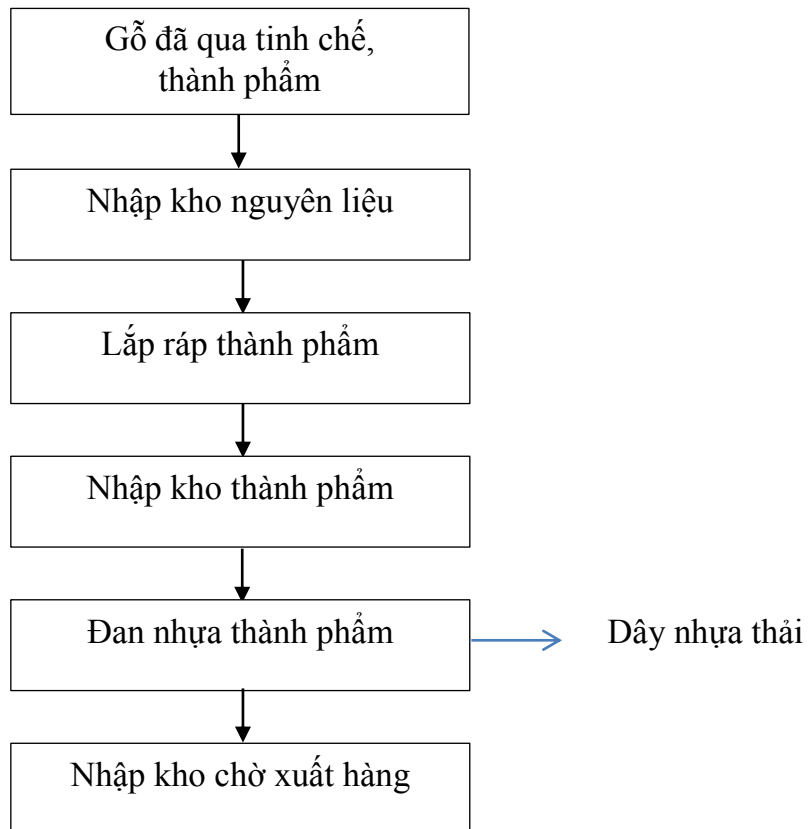 Gỗ đã qua tinh chế,
thành phẩm
Nhập kho nguyên liệu
Lắp ráp thành phẩm
Nhập kho thành phẩm
Đan nhựa thành phẩm
Dây nhựa thải
Nhập kho chờ xuất hàng